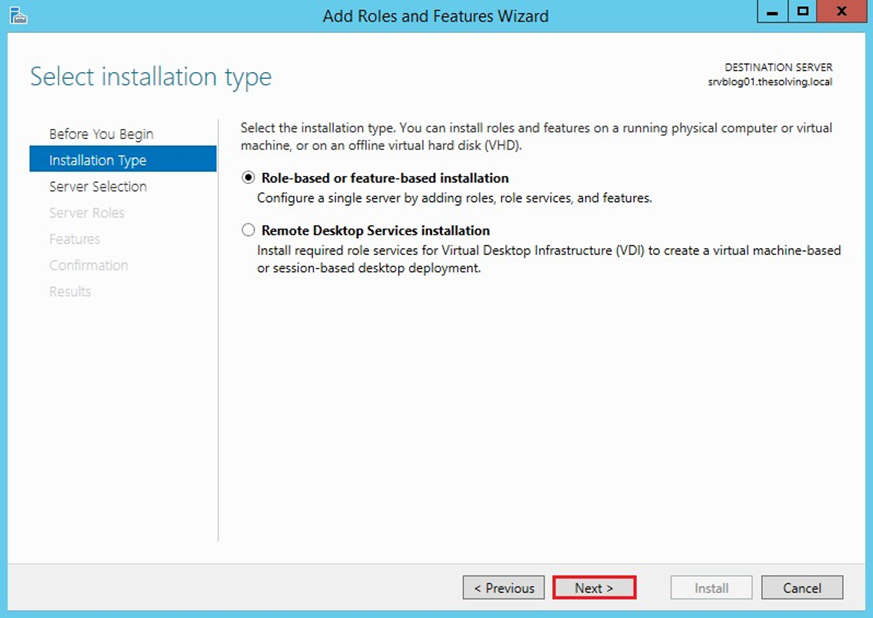 Add Roles and Features Wizard
Select installation type
DESTINATION SERVER
srvblog01.thesolving.local
Before You Begin
Installation Type
Server Selection
Server Roles
Features
Confirmation
Results
Select the installation type. You can install roles and features on a running physical computer or virtual
machine, or on an offline virtual hard disk (VHD).
Role-based or feature-based installation
Configure a single server by adding roles, role services, and features.
Remote Desktop Services installation
Install required role services for Virtual Desktop Infrastructure (VDI) to create a virtual machine-based
or session-based desktop deployment.
< Previous
Next >
Install
Cancel